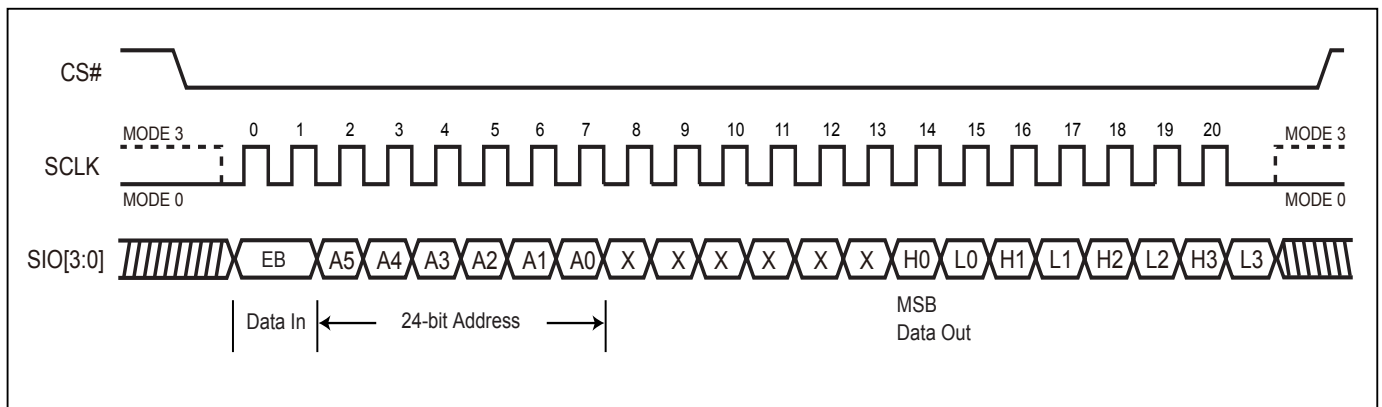 CS#
MODE 3 0 1 2 3 4 5 6 7 8 9 10 11 12 13 14 15 16 17 18 19 20 MODE 3
SCLK
MODE 0 MODE 0
SIO[3:0] EB A5 A4 A3 A2 A1 A0 X X X X X X H0 L0 H1 L1 H2 L2 H3 L3
Data In 24-bit Address MSB
Data Out